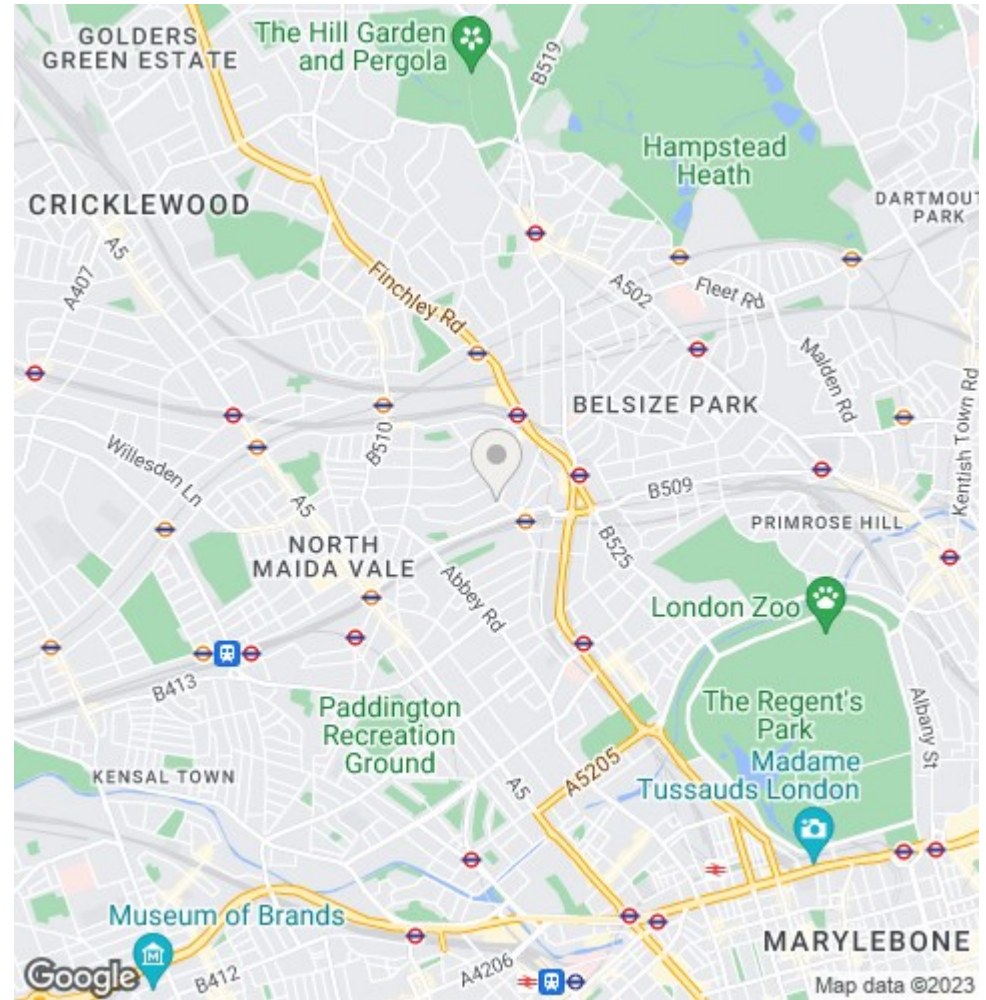 GOLDERS
GREEN ESTATE
The Hill Garden
and Pergola
B519
Hampstead
Heath
DARTMOUT
PARK
CRICKLEWOOD
A5
A407
Finchley Rd
A502
Fleet Rd
Malden Rd
BELSIZE PARK
Kentish Town Rd
B510
Willesden Ln
A5
B509
B525
PRIMROSE HILL
NORTH
MAIDA VALE
Abbey Rd
London Zoo
B413
Paddington
Recreation
Ground
The Regent's
Park
Albany St
KENSAL TOWN
A5
A5205
Madame
Tussauds London
Museum of Brands
M
MARYLEBONE
A4206
B412
Google
Map data ©2023